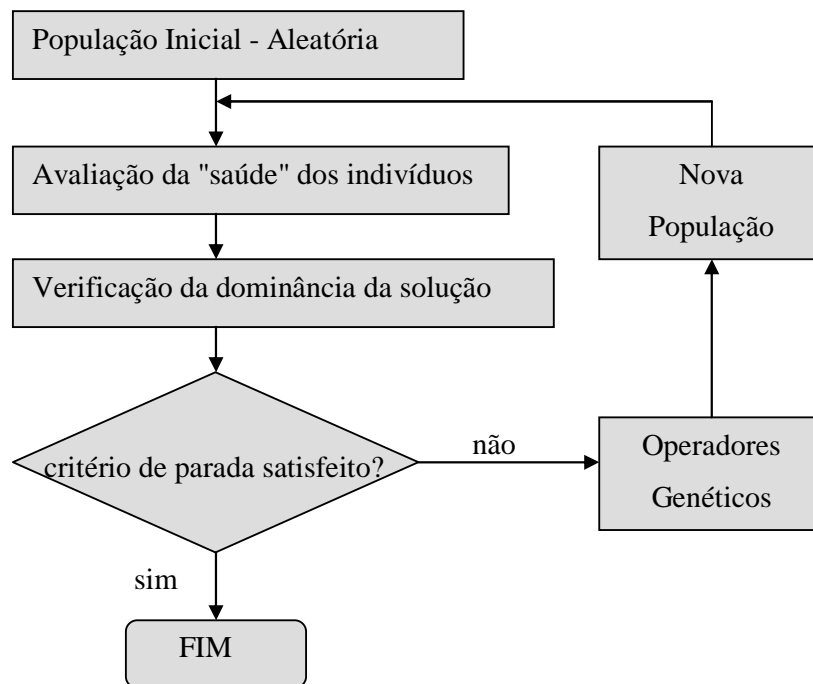 População Inicial - Aleatória
Avaliação da "saúde" dos indivíduos
Nova
População
Verificação da dominância da solução
critério de parada satisfeito?
não
Operadores
Genéticos
sim
FIM